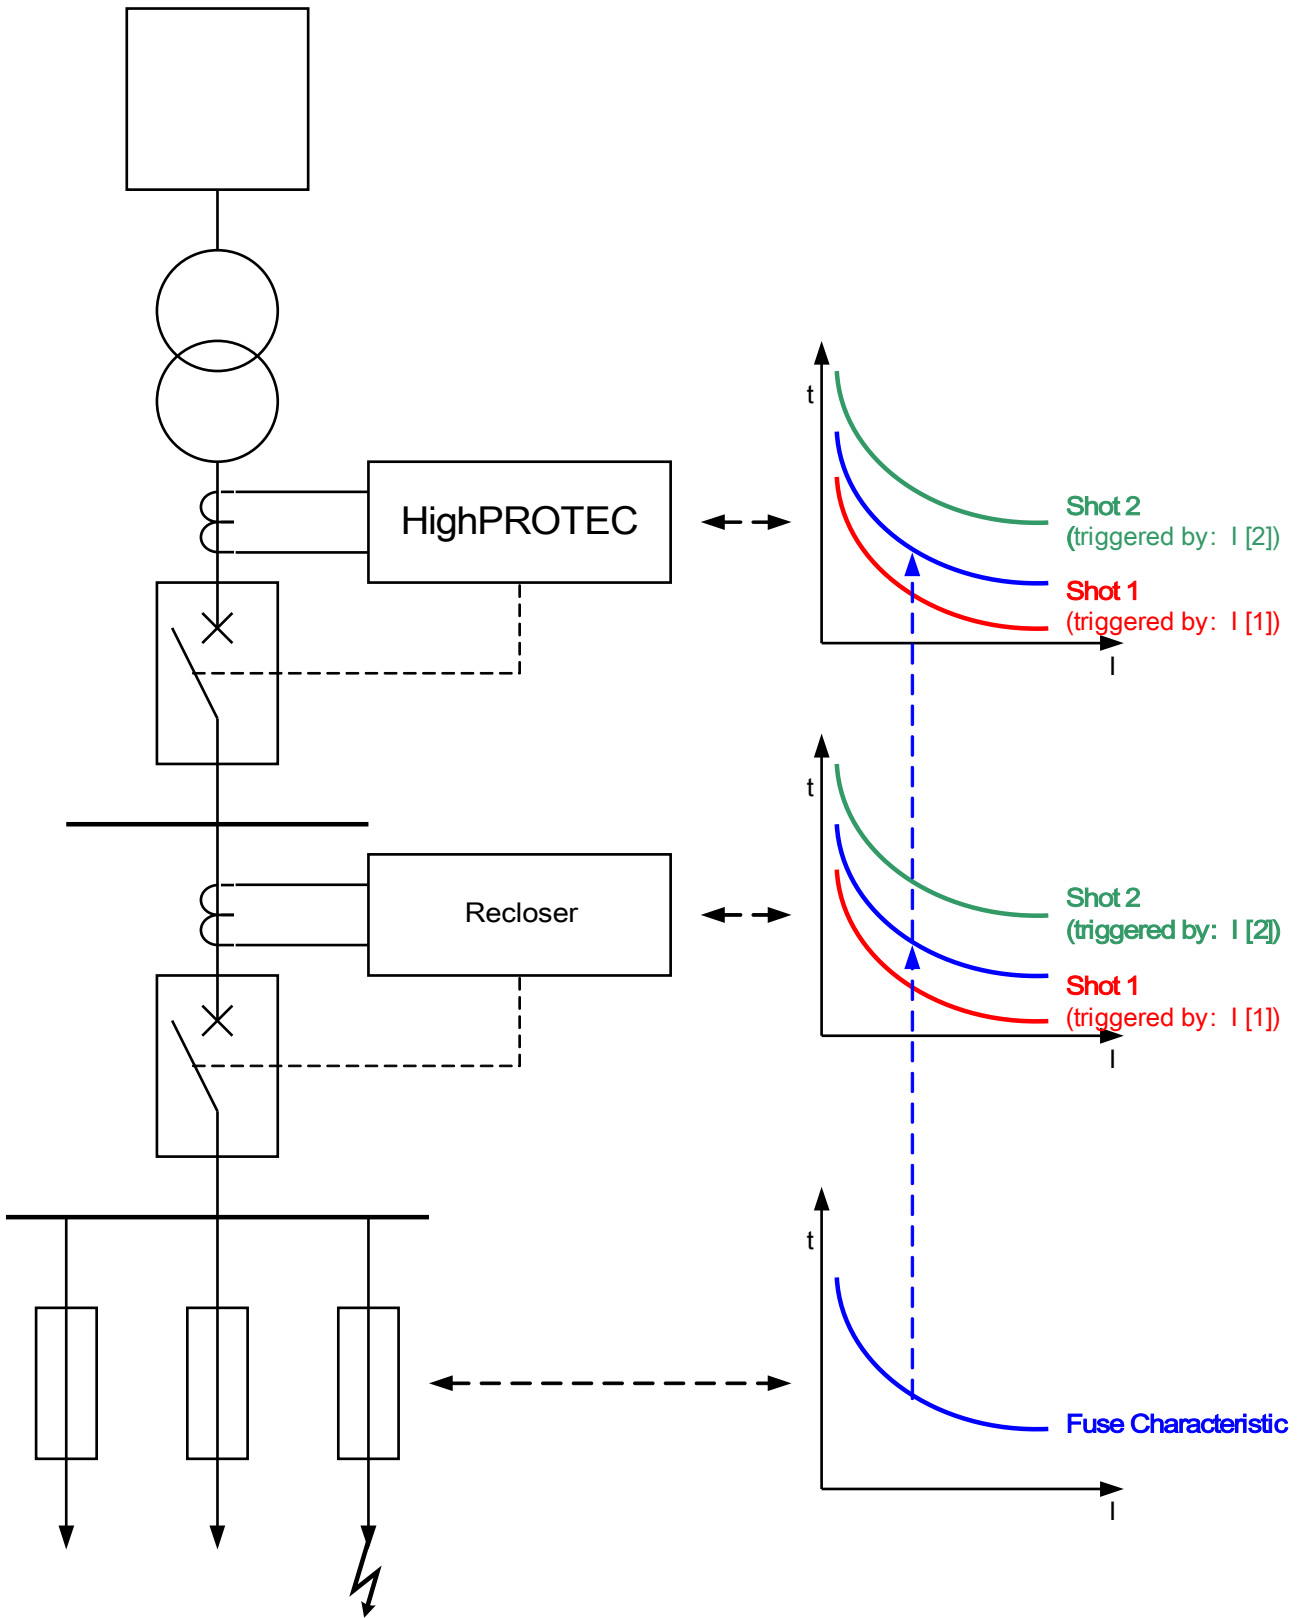 t
HighPROTEC
Shot 2
(triggered by: I [2])
Shot 1
(triggered by: I [1])
I
t
Recloser
Shot 2
(triggered by: I [2])
Shot 1
(triggered by: I [1])
I
t
Fuse Characteristic
I